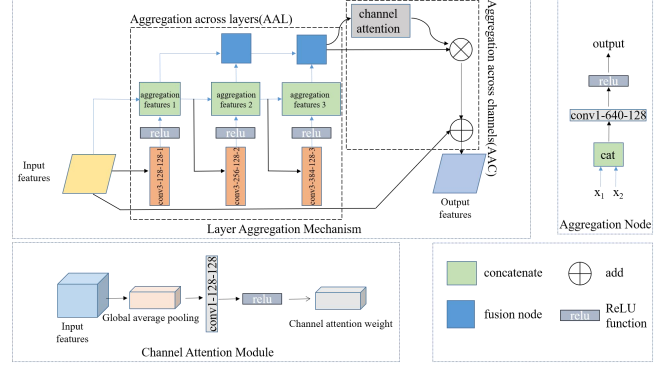 Aggregation across layers(AAL)
channel
attention
Aggregation across channels(AAC)
aggregation
features 1
aggregation
features 2
aggregation
features 3
relu
relu
relu
conv3-128-128-1
conv3-256-128-2
conv3-384-128-3
Input
features
Output
features
Layer Aggregation Mechanism
output
relu
conv1-640-128
cat
x1 x2
Aggregation Node
Input
features
Global average pooling
conv1-128-128
relu
Channel attention weight
Channel Attention Module
concatenate
add
fusion node
relu
ReLU
function